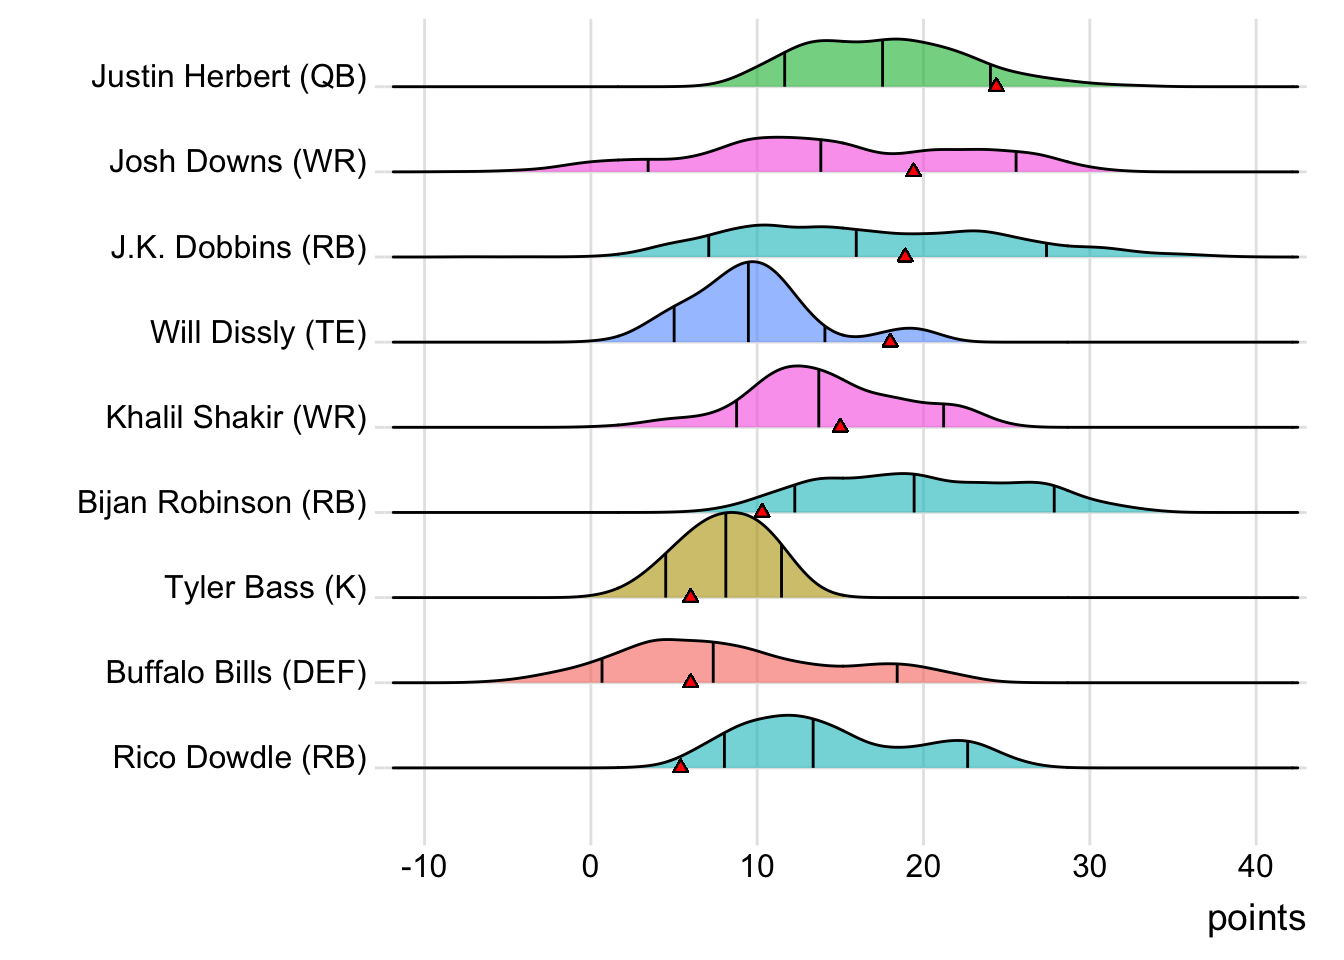 Justin Herbert (QB)
Josh Downs (WR)
J.K. Dobbins (RB)
Will Dissly (TE)
Khalil Shakir (WR)
Bijan Robinson (RB)
Tyler Bass (K)
Buffalo Bills (DEF)
Rico Dowdle (RB)
-10 0 10 20 30 40
points